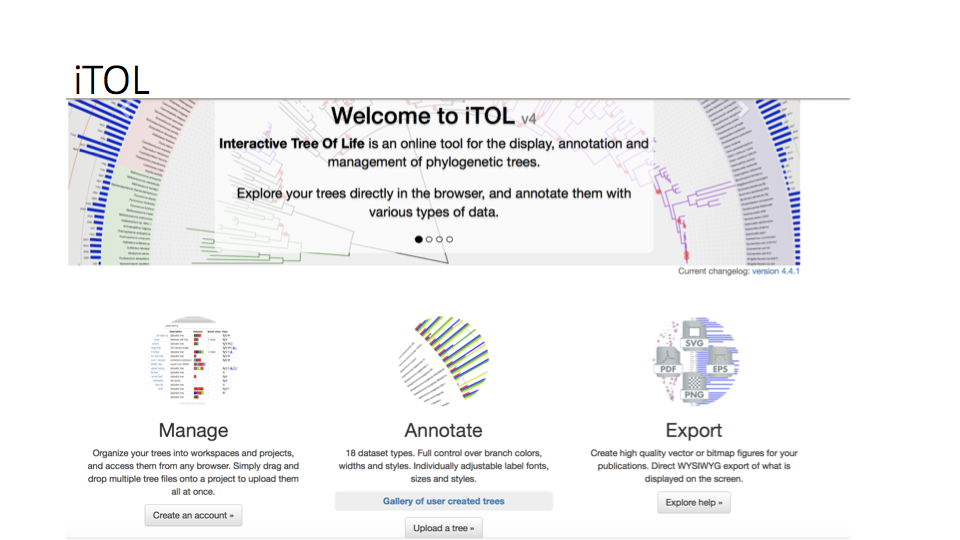 iTOL
Welcome to iTOL v4
Interactive Tree Of Life is an online tool for the display, annotation and
management of phylogenetic trees.
Explore your trees directly in the browser, and annotate them with
various types of data.
Current changelog: version 4.4.1
SVG
PDF
EPS
PNG
Manage
Organize your trees into workspaces and projects,
and access them from any browser. Simply drag and
drop multiple tree files onto a project to upload them
all at once.
Create an account »
Annotate
18 dataset types. Full control over branch colors,
widths and styles. Individually adjustable label fonts,
sizes and styles.
Gallery of user created trees
Upload a tree »
Export
Create high quality vector or bitmap figures for your
publications. Direct WYSIWYG export of what is
displayed on the screen.
Explore help »